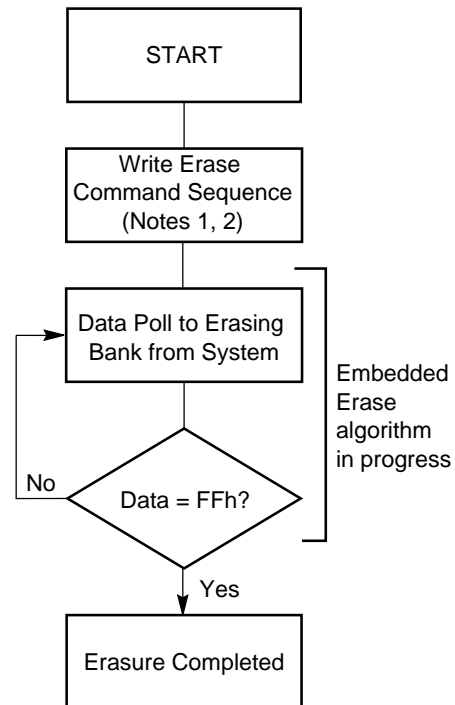 START
Write Erase
Command Sequence
(Notes 1, 2)
Data Poll to Erasing
Bank from System
Embedded
Erase
algorithm
in progress
No
Data = FFh?
Yes
Erasure Completed